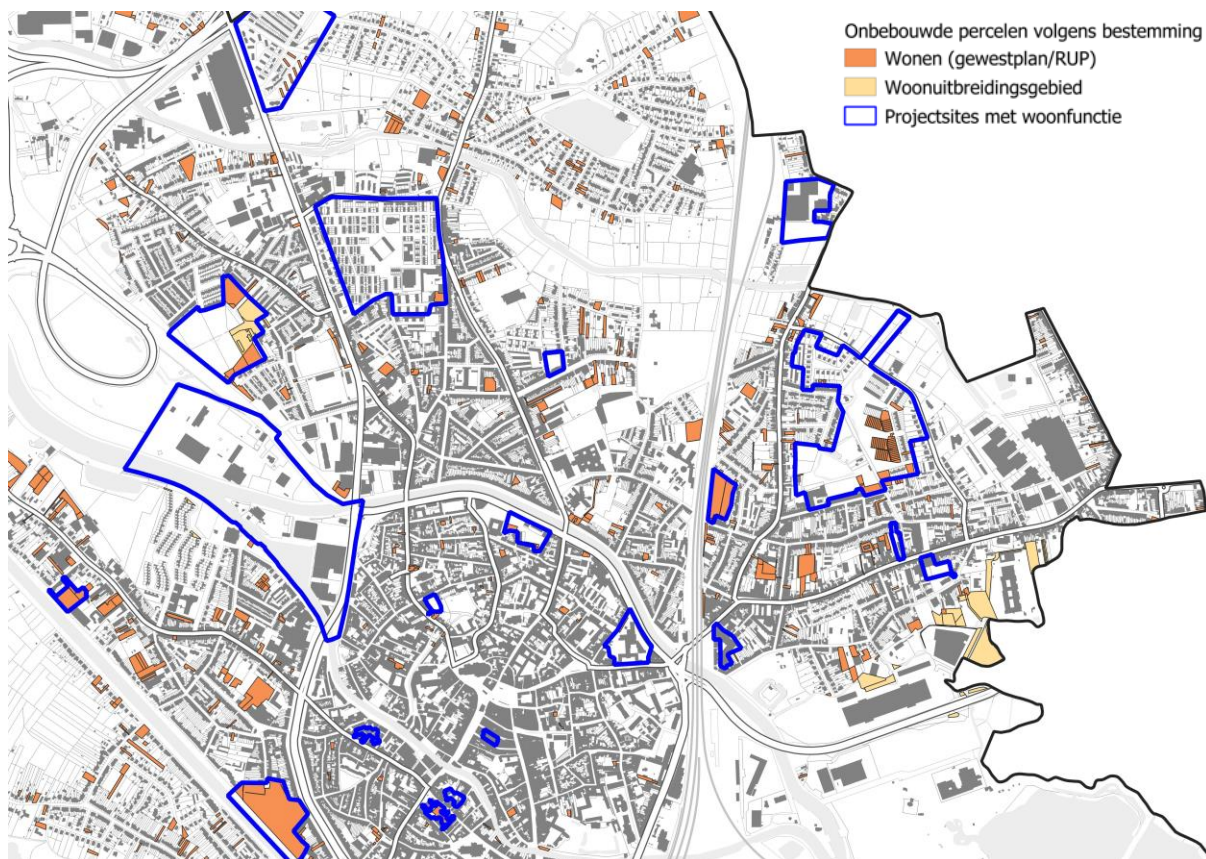 Onbebouwde percelen volgens bestemming
Wonen (gewestplan/RUP)
Woonuitbreidingsgebied
Projectsites met woonfunctie